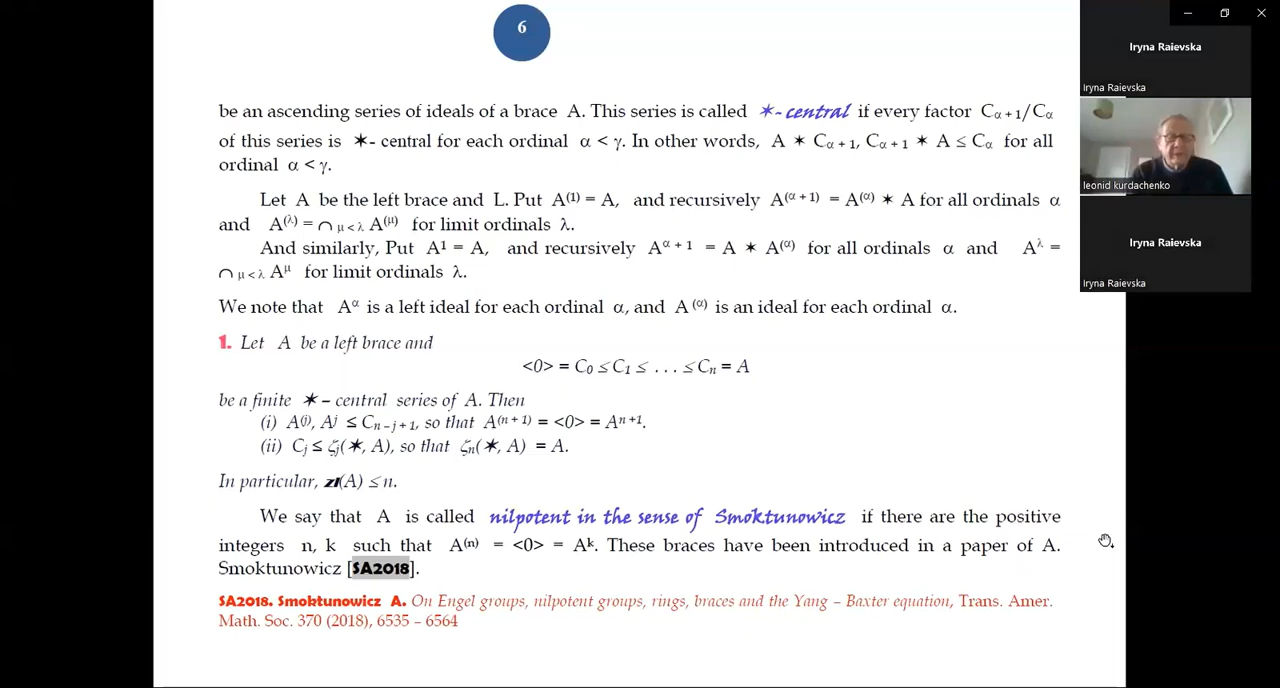 6
be an ascending series of ideals of a brace A. This series is called ✶- central if every factor Cα + 1/Cα
of this series is ✶- central for each ordinal α < γ. In other words, A ✶ Cα + 1, Cα + 1 ✶ A ≤ Cα for all
ordinal α < γ.
Let A be the left brace and L. Put A(1) = A, and recursively A(α + 1) = A(α) ✶ A for all ordinals α
and A(λ) = ∩ μ < λ A(μ) for limit ordinals λ.
And similarly, Put A1 = A, and recursively Aα + 1 = A ✶ A(α) for all ordinals α and Aλ =
∩ μ < λ Aμ for limit ordinals λ.
We note that Aα is a left ideal for each ordinal α, and A (α) is an ideal for each ordinal α.
1. Let A be a left brace and
<0> = C0 ≤ C1 ≤ . . . ≤ Cn = A
be a finite ✶ – central series of A. Then
(i) A(j), Aj ≤ Cn – j + 1, so that A(n + 1) = <0> = An+1.
(ii) Cj ≤ ζj(✶, A), so that ζn(✶, A) = A.
In particular, zl(A) ≤ n.
We say that A is called nilpotent in the sense of Smoktunowicz if there are the positive
integers n, k such that A(n) = <0> = Ak. These braces have been introduced in a paper of A.
Smoktunowicz [SA2018].
SA2018. Smoktunowicz A. On Engel groups, nilpotent groups, rings, braces and the Yang – Baxter equation, Trans. Amer.
Math. Soc. 370 (2018), 6535 – 6564
Iryna Raievska
Iryna Raievska
leonid kurdachenko
Iryna Raievska
Iryna Raievska